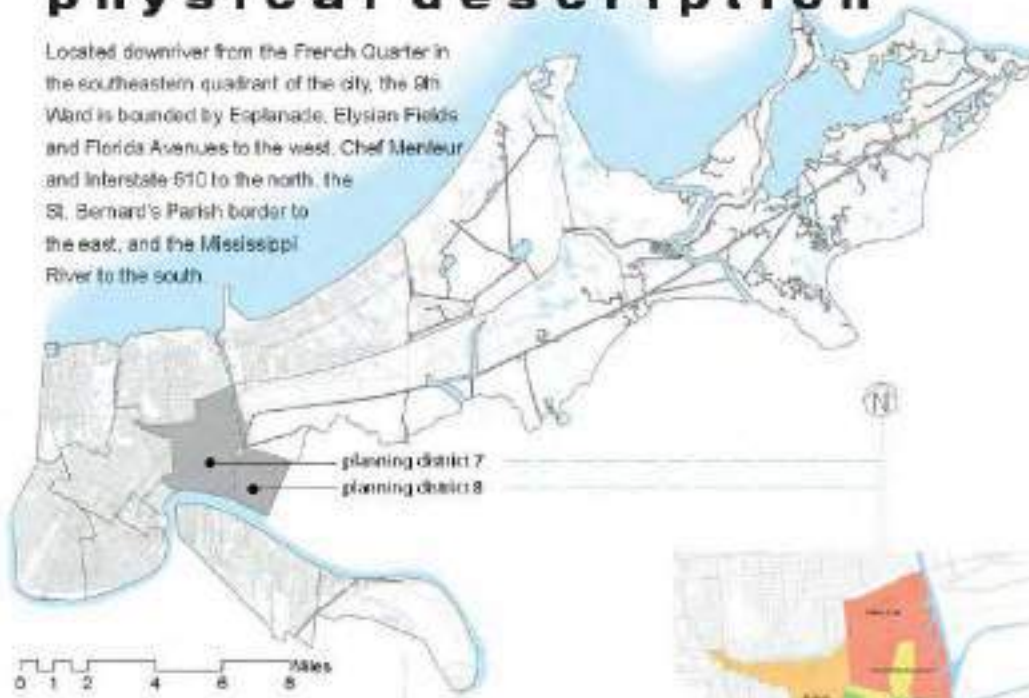 physical description
Located downriver from the French Quarter in
the southeastern quadrant of the city, the 9th
Ward is bounded by Esplanade, Elysian Fields
and Florida Avenues to the west, Chef Menteur
and Interstate 610 to the north, the
St. Bernard's Parish border to
the east, and the Mississippi
River to the south.
N
planning district 7
planning district 8
Miles
0 1 2 4 6 8